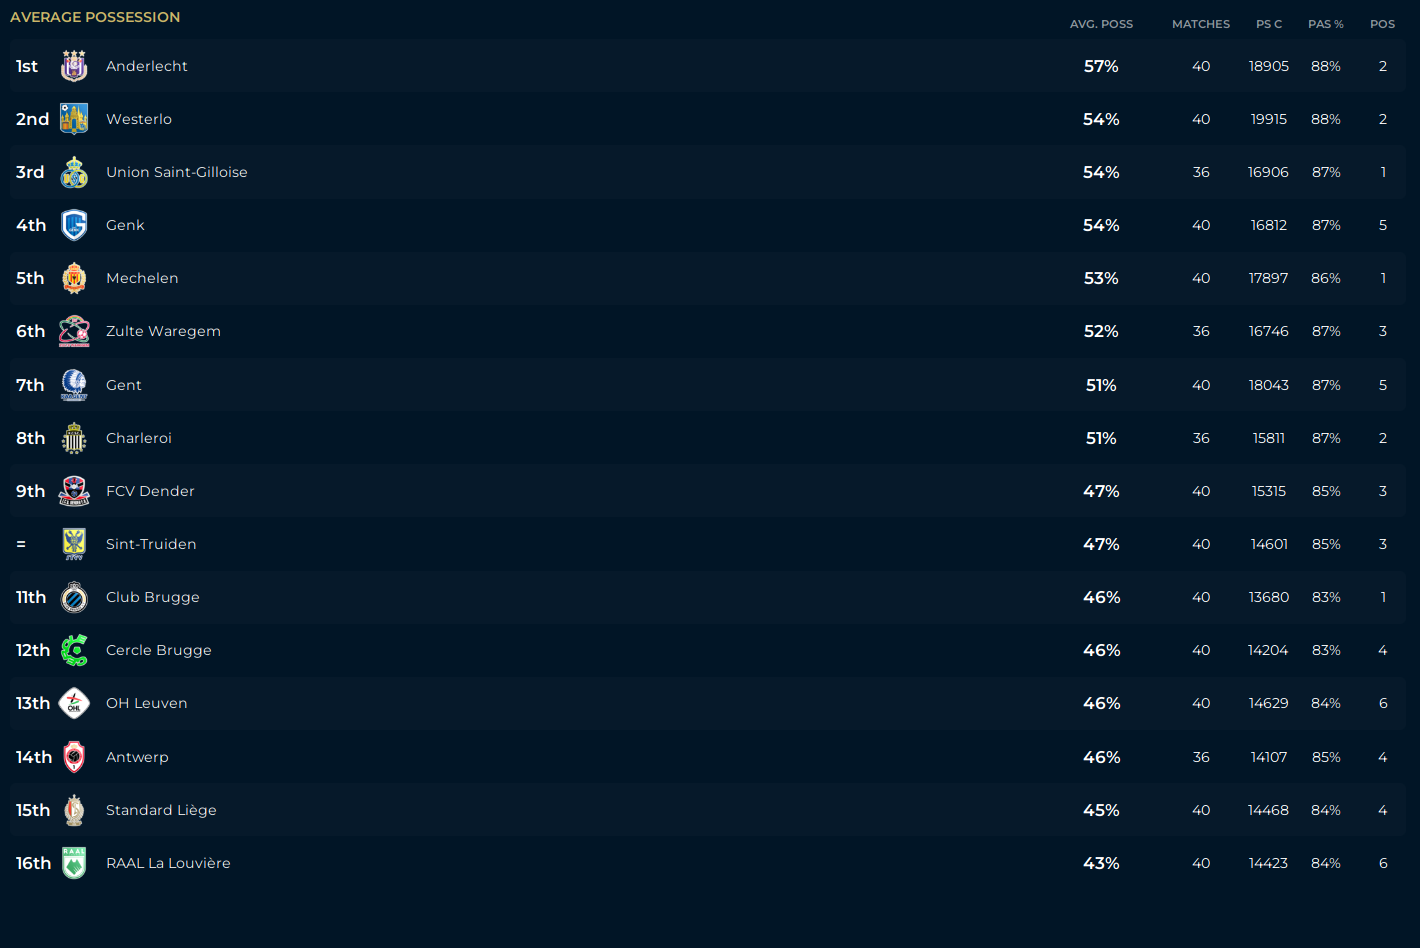 AVERAGE POSSESSION AVG. POSS MATCHES PS C PAS % POS
1st Anderlecht 57% 40 18905 88% 2
2nd Westerlo 54% 40 19915 88% 2
3rd Union Saint-Gilloise 54% 36 16906 87% 1
4th Genk 54% 40 16812 87% 5
5th Mechelen 53% 40 17897 86% 1
6th Zulte Waregem 52% 36 16746 87% 3
7th Gent 51% 40 18043 87% 5
8th Charleroi 51% 36 15811 87% 2
9th FCV Dender 47% 40 15315 85% 3
= Sint-Truiden 47% 40 14601 85% 3
11th Club Brugge 46% 40 13680 83% 1
12th Cercle Brugge 46% 40 14204 83% 4
13th OHL OH Leuven 46% 40 14629 84% 6
14th Antwerp 46% 36 14107 85% 4
15th Standard Liège 45% 40 14468 84% 4
16th RAAL RAAL La Louvière 43% 40 14423 84% 6